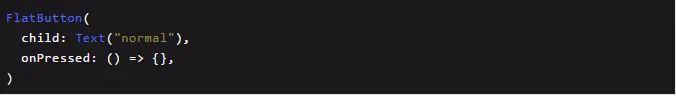 FlatButton(
  child: Text("normal"),
  onPressed: () => {},
)